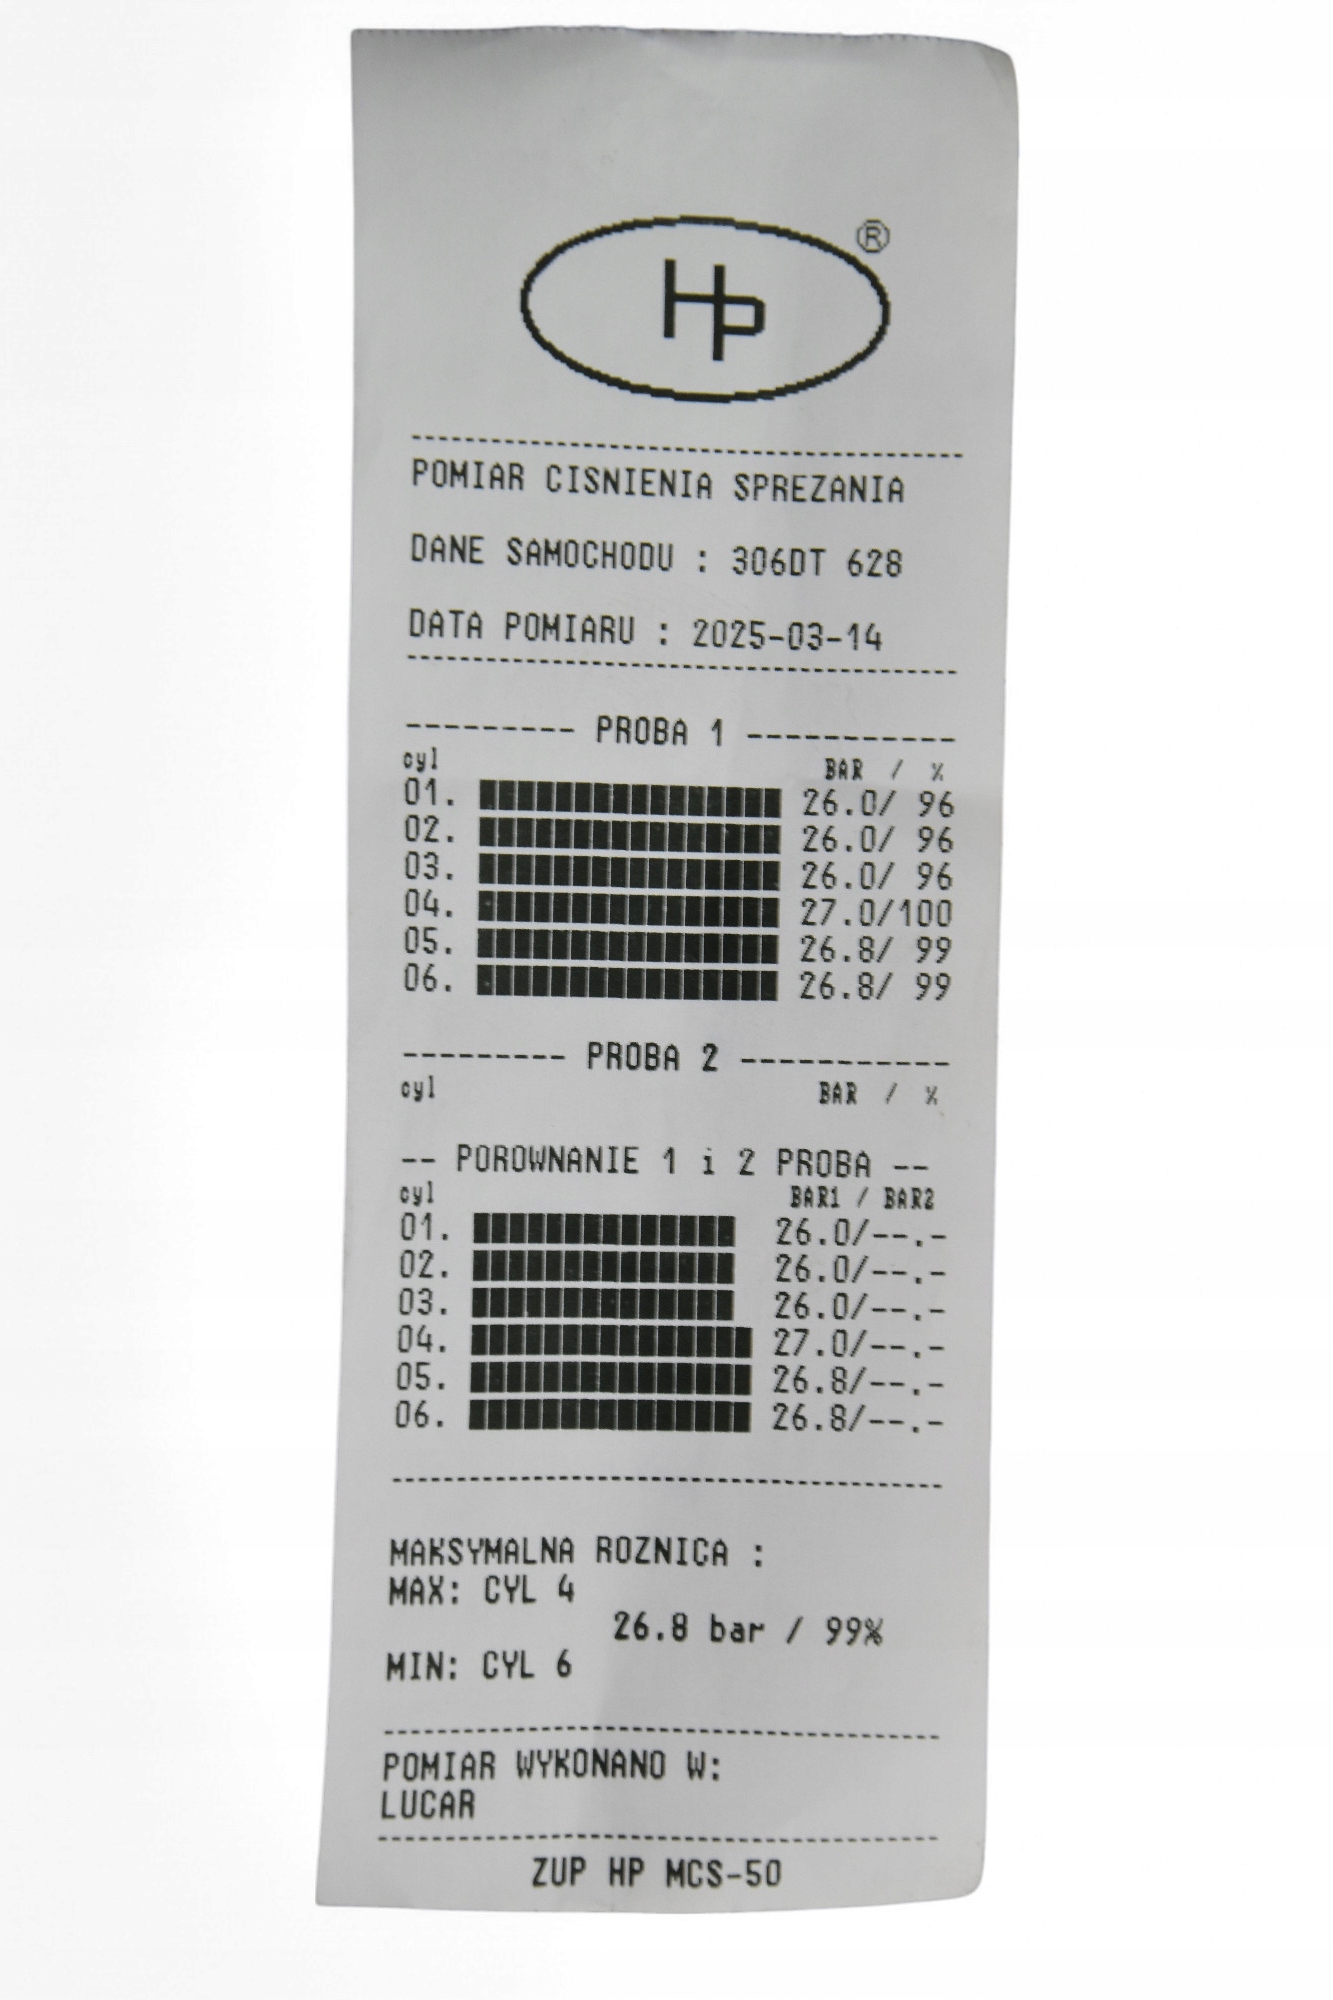 HP ®
POMIAR CISNIENIA SPREZANIA
DANE SAMOCHODU : 306DT 628
DATA POMIARU : 2025-03-14
--------- PROBA 1 -----------
cyl BAR / %
01. 26.0/ 96
02. 26.0/ 96
03. 26.0/ 96
04. 27.0/100
05. 26.8/ 99
06. 26.8/ 99
--------- PROBA 2 -----------
cyl BAR / %
-- POROWNANIE 1 i 2 PROBA --
cyl BAR1 / BAR2
01. 26.0/--.-
02. 26.0/--.-
03. 26.0/--.-
04. 27.0/--.-
05. 26.8/--.-
06. 26.8/--.-
MAKSYMALNA ROZNICA :
MAX: CYL 4
26.8 bar / 99%
MIN: CYL 6
POMIAR WYKONANO W:
LUCAR
ZUP HP MCS-50